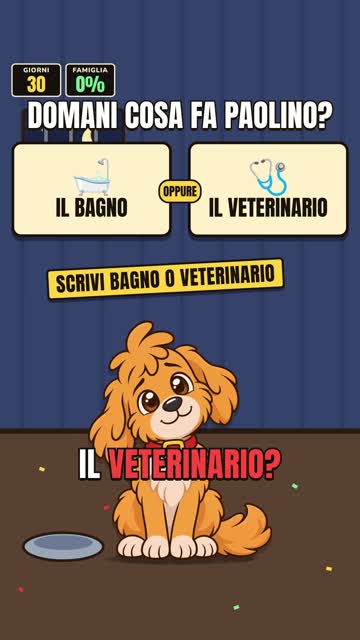 GIORNI
30
FAMIGLIA
0%
DOMANI COSA FA PAOLINO?
IL BAGNO
OPPURE
IL VETERINARIO
SCRIVI BAGNO O VETERINARIO
IL VETERINARIO?